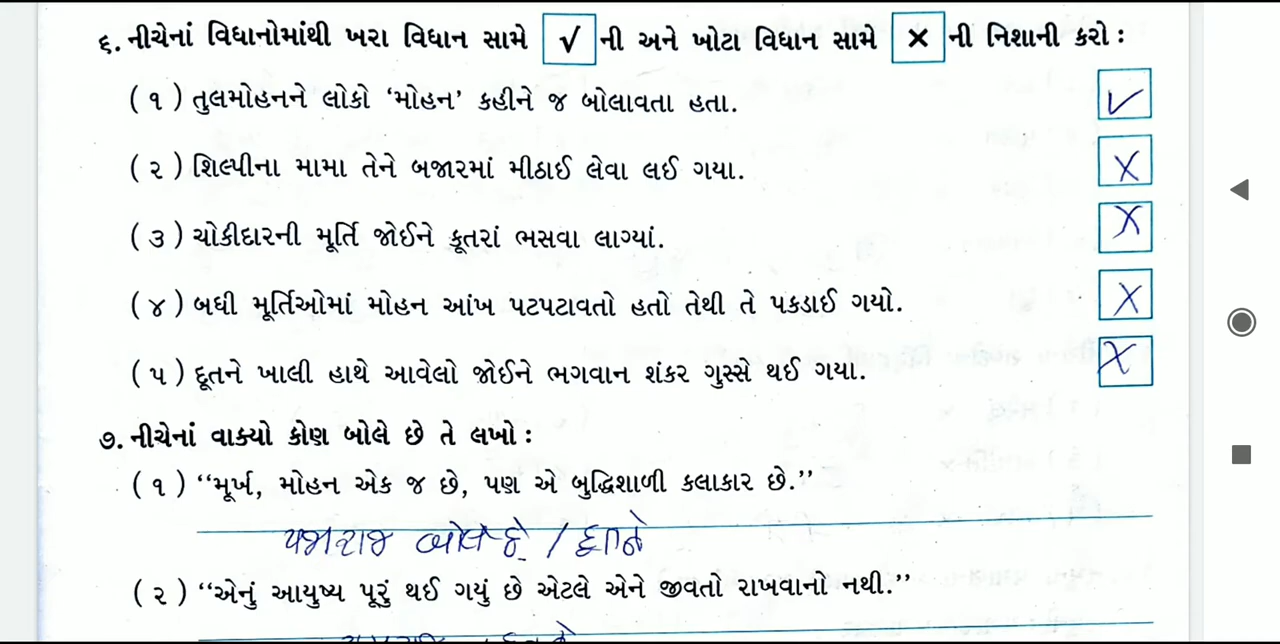 ૬. નીચેનાં વિધાનોમાંથી ખરા વિધાન સામે ✓ ની અને ખોટા વિધાન સામે ✗ ની નિશાની કરો :
(૧) તુલમોહનને લોકો ‘મોહન’ કહીને જ બોલાવતા હતા. ✓
(૨) શિલ્પીના મામા તેને બજારમાં મીઠાઈ લેવા લઈ ગયા. ✗
(૩) ચોકીદારની મૂર્તિ જોઈને કૂતરાં ભસવા લાગ્યાં. ✗
(૪) બધી મૂર્તિઓમાં મોહન આંખ પટપટાવતો હતો તેથી તે પકડાઈ ગયો. ✗
(૫) દૂતને ખાલી હાથે આવેલો જોઈને ભગવાન શંકર ગુસ્સે થઈ ગયા. ✗
૭. નીચેનાં વાક્યો કોણ બોલે છે તે લખો :
(૧) ‘‘મૂર્ખ, મોહન એક જ છે, પણ એ બુદ્ધિશાળી કલાકાર છે.’’
યમરાજ બોલે છે /
(૨) ‘‘એનું આયુષ્ય પૂરું થઈ ગયું છે એટલે એને જીવતો રાખવાનો નથી.’’